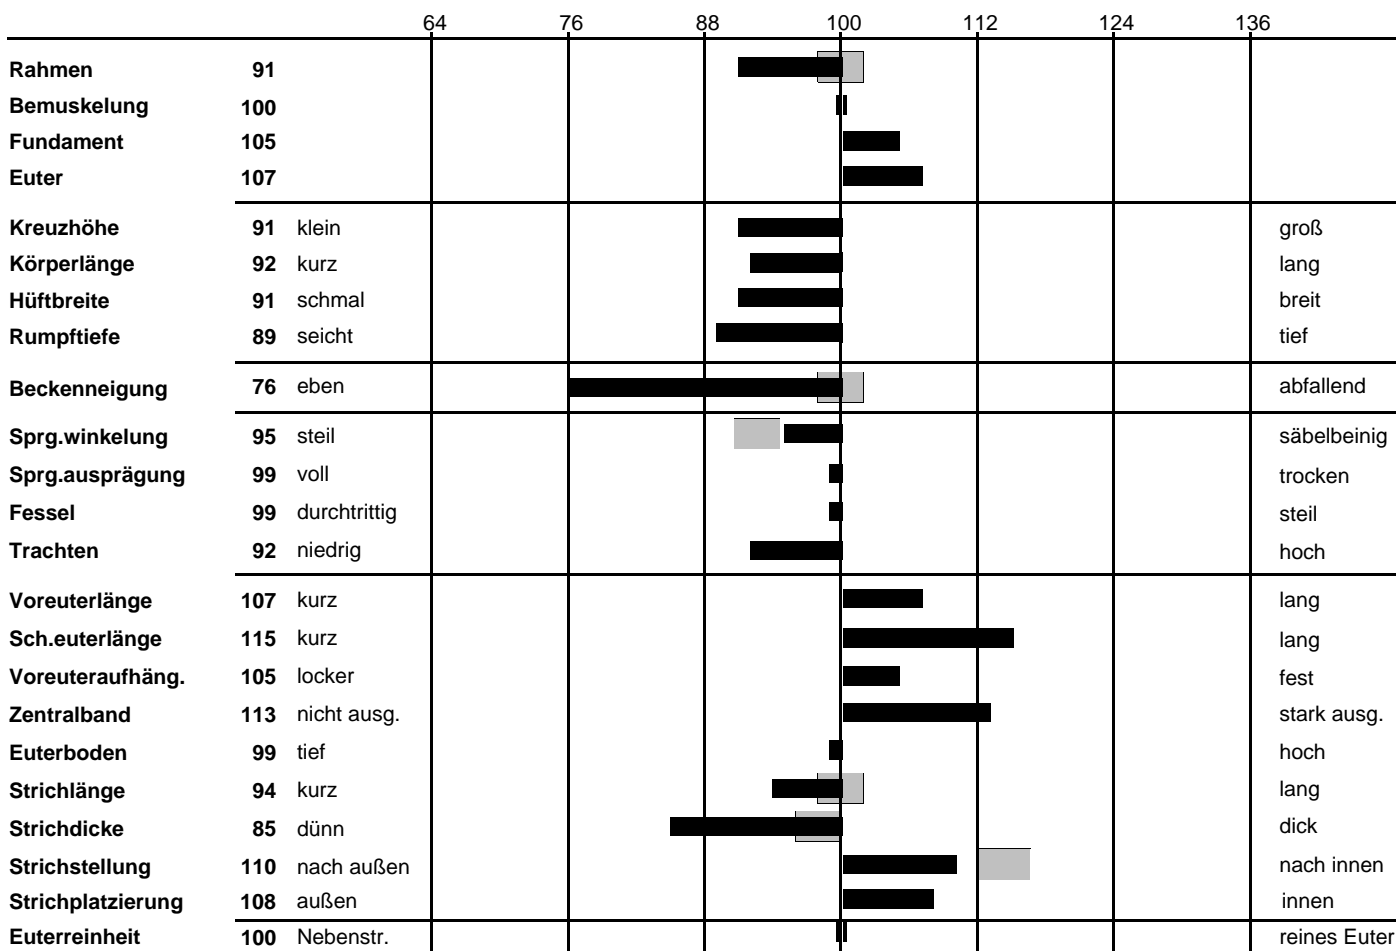 64 76 88 100 112 124 136
Rahmen 91
Bemuskelung 100
Fundament 105
Euter 107
Kreuzhöhe 91 klein groß
Körperlänge 92 kurz lang
Hüftbreite 91 schmal breit
Rumpftiefe 89 seicht tief
Beckenneigung 76 eben abfallend
Sprg.winkelung 95 steil säbelbeinig
Sprg.ausprägung 99 voll trocken
Fessel 99 durchtrittig steil
Trachten 92 niedrig hoch
Voreuterlänge 107 kurz lang
Sch.euterlänge 115 kurz lang
Voreuteraufhäng. 105 locker fest
Zentralband 113 nicht ausg. stark ausg.
Euterboden 99 tief hoch
Strichlänge 94 kurz lang
Strichdicke 85 dünn dick
Strichstellung 110 nach außen nach innen
Strichplatzierung 108 außen innen
Euterreinheit 100 Nebenstr. reines Euter